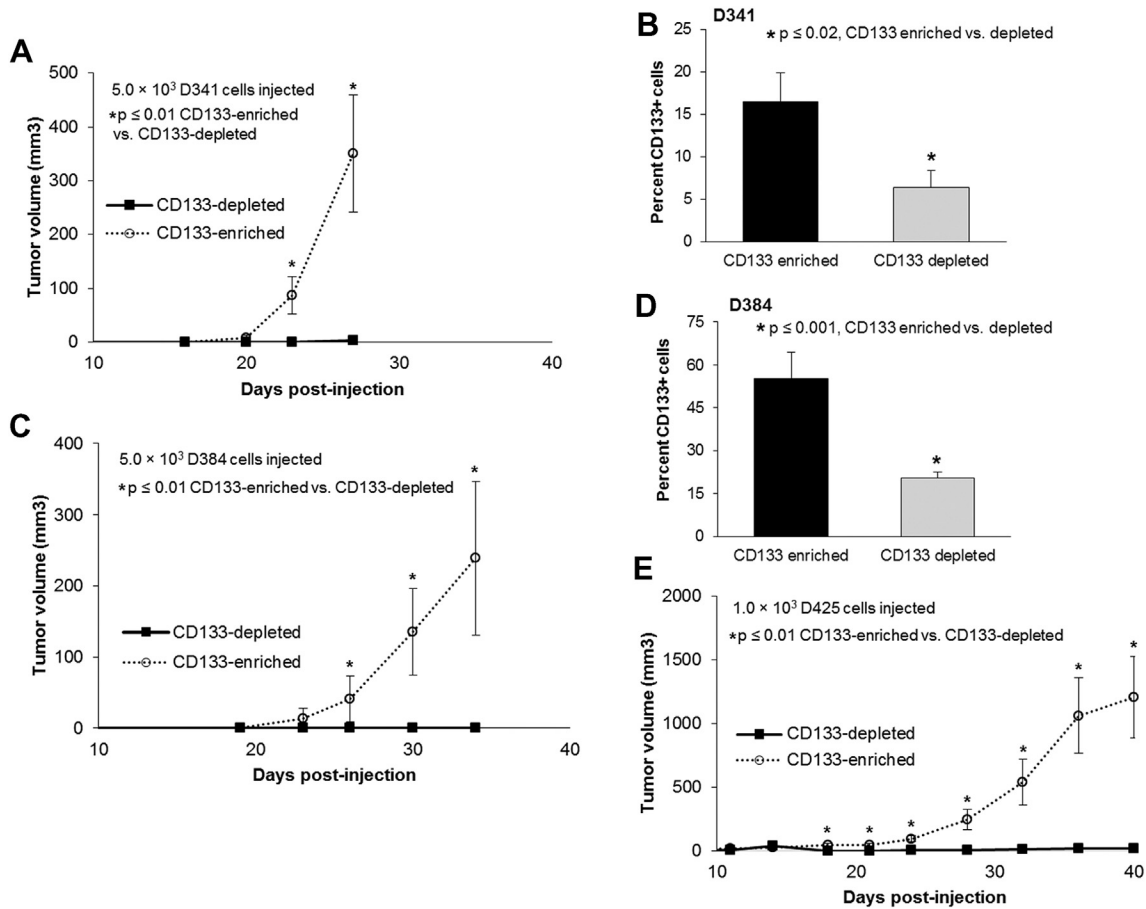 A
500
400
300
200
100
0
10
20
30
40
Tumor volume (mm3)
Days post-injection
5.0 × 10³ D341 cells injected
*p ≤ 0.01 CD133-enriched
vs. CD133-depleted
CD133-depleted
CD133-enriched
*
*
B
D341
* p ≤ 0.02, CD133 enriched vs. depleted
25
20
15
10
5
0
Percent CD133+ cells
*
CD133 enriched
CD133 depleted
C
400
300
200
100
0
10
20
30
40
Tumor volume (mm3)
Days post-injection
5.0 × 10³ D384 cells injected
*p ≤ 0.01 CD133-enriched vs. CD133-depleted
CD133-depleted
CD133-enriched
*
*
*
D
D384
* p ≤ 0.001, CD133 enriched vs. depleted
75
60
45
30
15
0
Percent CD133+ cells
*
CD133 enriched
CD133 depleted
E
2000
1500
1000
500
0
10
20
30
40
Tumor volume (mm3)
Days post-injection
1.0 × 10³ D425 cells injected
*p ≤ 0.01 CD133-enriched vs. CD133-depleted
CD133-depleted
CD133-enriched
*
*
*
*
*
*
*